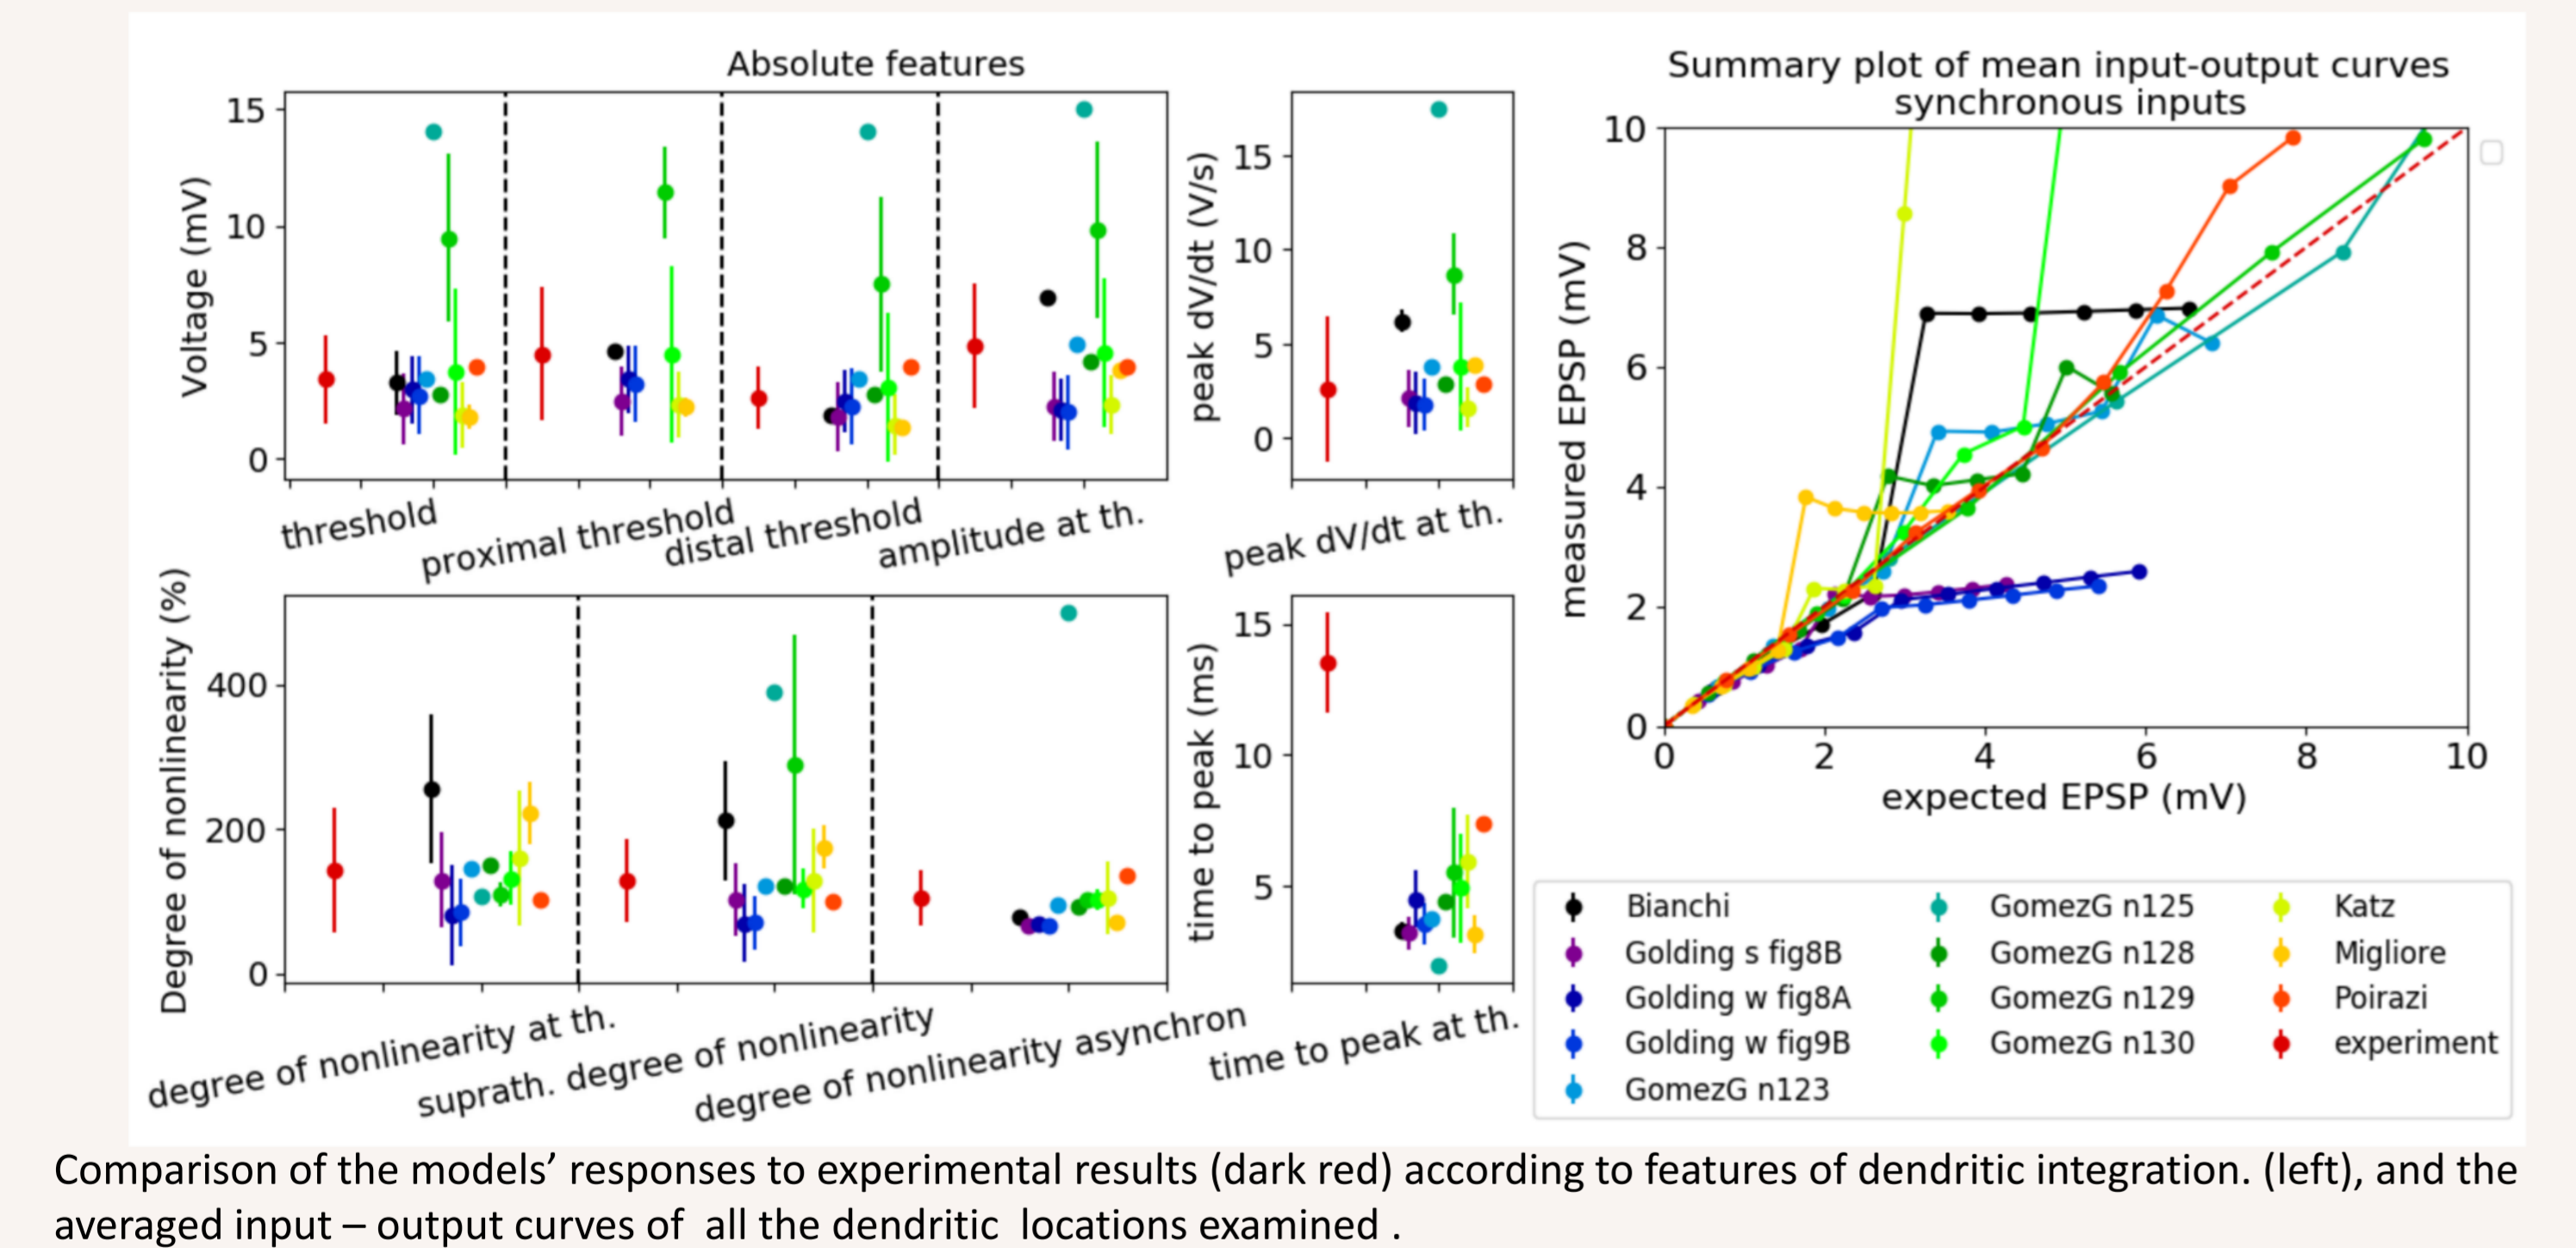 Absolute features
Voltage (mV)
15
10
5
0
threshold
proximal threshold
distal threshold
amplitude at th.
peak dV/dt (V/s)
15
10
5
0
peak dV/dt at th.
Degree of nonlinearity (%)
400
200
0
degree of nonlinearity at th.
suprath. degree of nonlinearity
degree of nonlinearity asynchron
time to peak (ms)
15
10
5
time to peak at th.
Summary plot of mean input-output curves
synchronous inputs
measured EPSP (mV)
10
8
6
4
2
0
0 2 4 6 8 10
expected EPSP (mV)
Bianchi
Golding s fig8B
Golding w fig8A
Golding w fig9B
GomezG n123
GomezG n125
GomezG n128
GomezG n129
GomezG n130
Katz
Migliore
Poirazi
experiment
Comparison of the models’ responses to experimental results (dark red) according to features of dendritic integration. (left), and the
averaged input – output curves of all the dendritic locations examined .